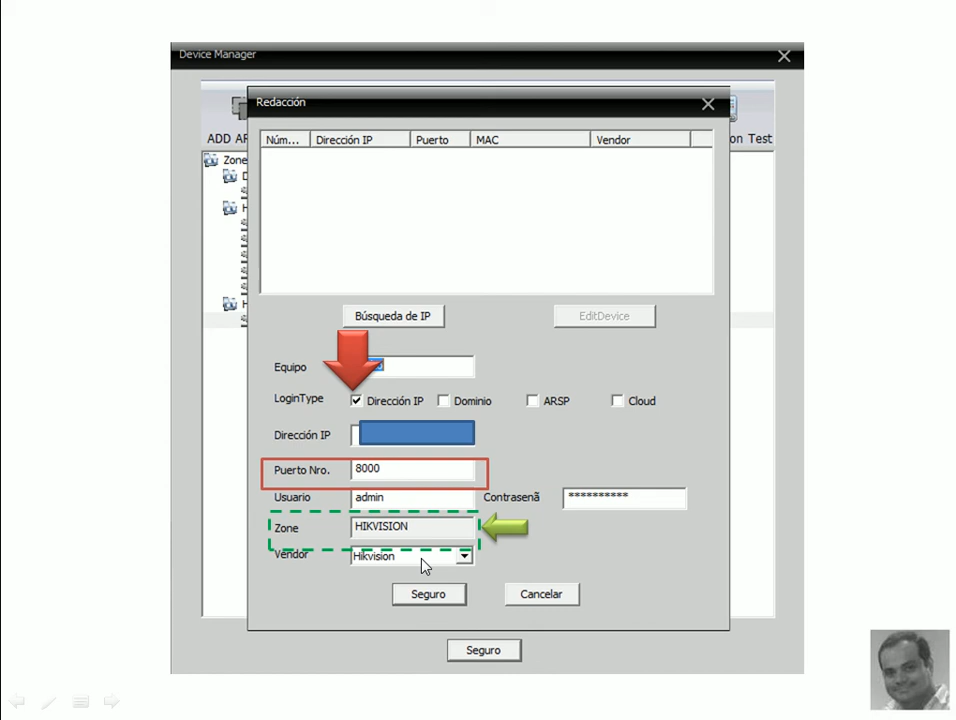 Device Manager
Redacción
ADD AR
on Test
Núm... Dirección IP Puerto MAC Vendor
Zone
D
H
H
Búsqueda de IP EditDevice
Equipo
LoginType Dirección IP Dominio ARSP Cloud
Dirección IP
Puerto Nro. 8000
Usuario admin Contrasenã **********
Zone HIKVISION
Vendor Hikvision
Seguro Cancelar
Seguro